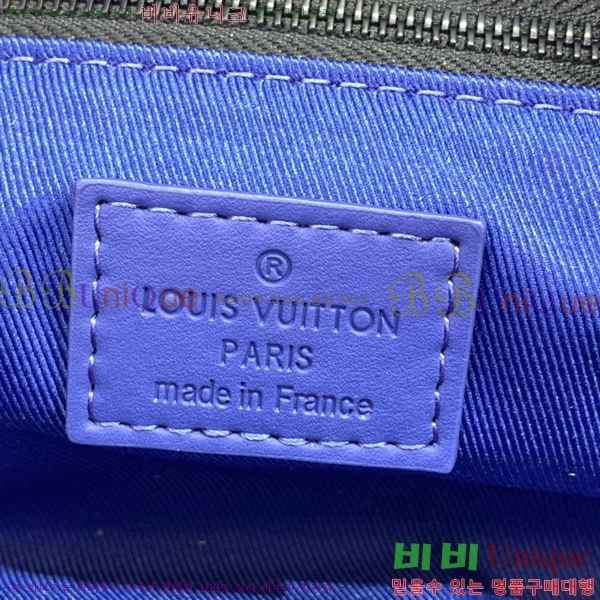 비비유니크
®
LOUIS VUITTON
PARIS
made in France
BBUniQue
BBUniQue
비비 Unique
믿을수 있는 명품구매대행